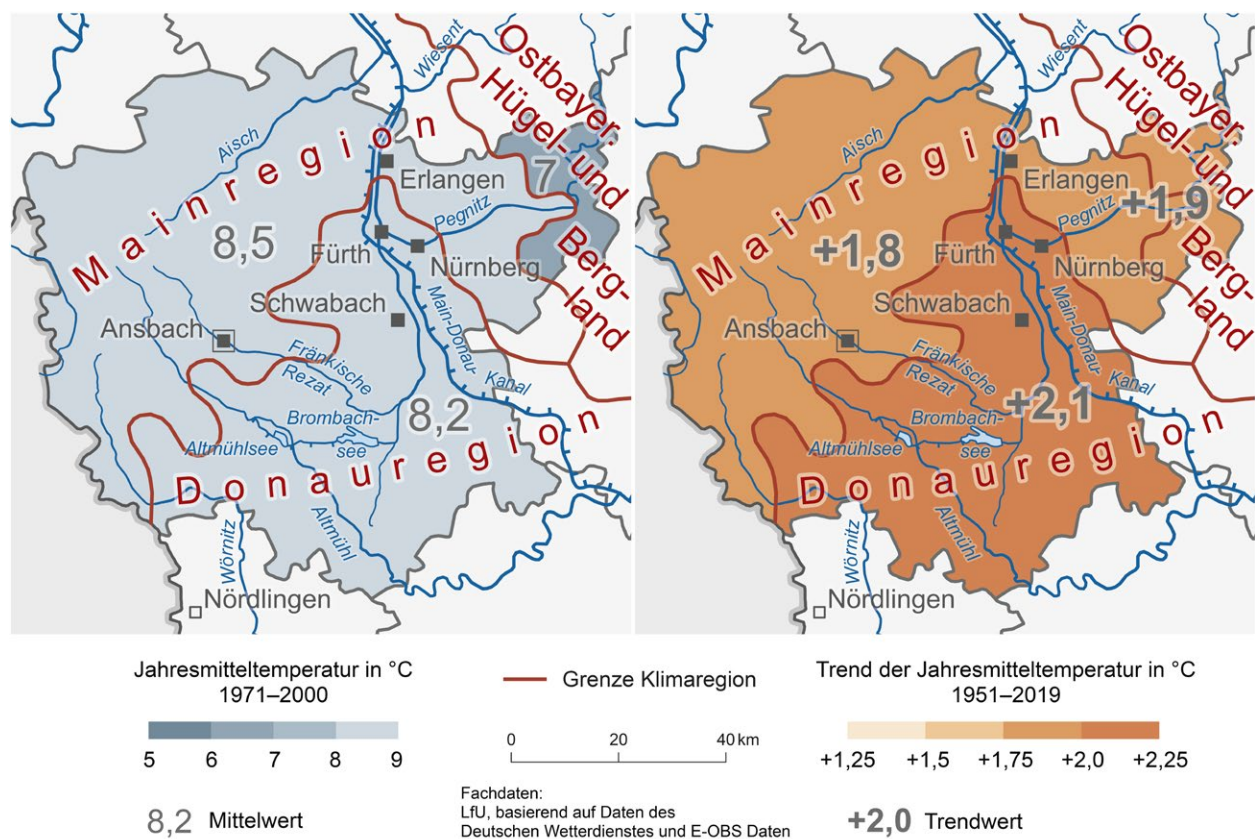 Ostbayer.
Hügel- und
Berg-
land
Mainregion
Donauregion
Wiesent
Aisch
Erlangen
7
Pegnitz
8,5
Fürth
Nürnberg
Schwabach
Main-Donau-
Kanal
Ansbach
Fränkische
Rezat
8,2
Brombach-
see
Altmühlsee
Altmühl
Wörnitz
Nördlingen
Ostbayer.
Hügel- und
Berg-
land
Mainregion
Donauregion
Wiesent
Aisch
Erlangen
+1,9
Pegnitz
+1,8
Fürth
Nürnberg
Schwabach
Main-Donau-
Kanal
Ansbach
Fränkische
Rezat
+2,1
Brombach-
see
Altmühlsee
Altmühl
Wörnitz
Nördlingen
Jahresmitteltemperatur in °C
1971–2000
5 6 7 8 9
8,2 Mittelwert
Grenze Klimaregion
0 20 40 km
Fachdaten:
LfU, basierend auf Daten des
Deutschen Wetterdienstes und E-OBS Daten
Trend der Jahresmitteltemperatur in °C
1951–2019
+1,25 +1,5 +1,75 +2,0 +2,25
+2,0 Trendwert